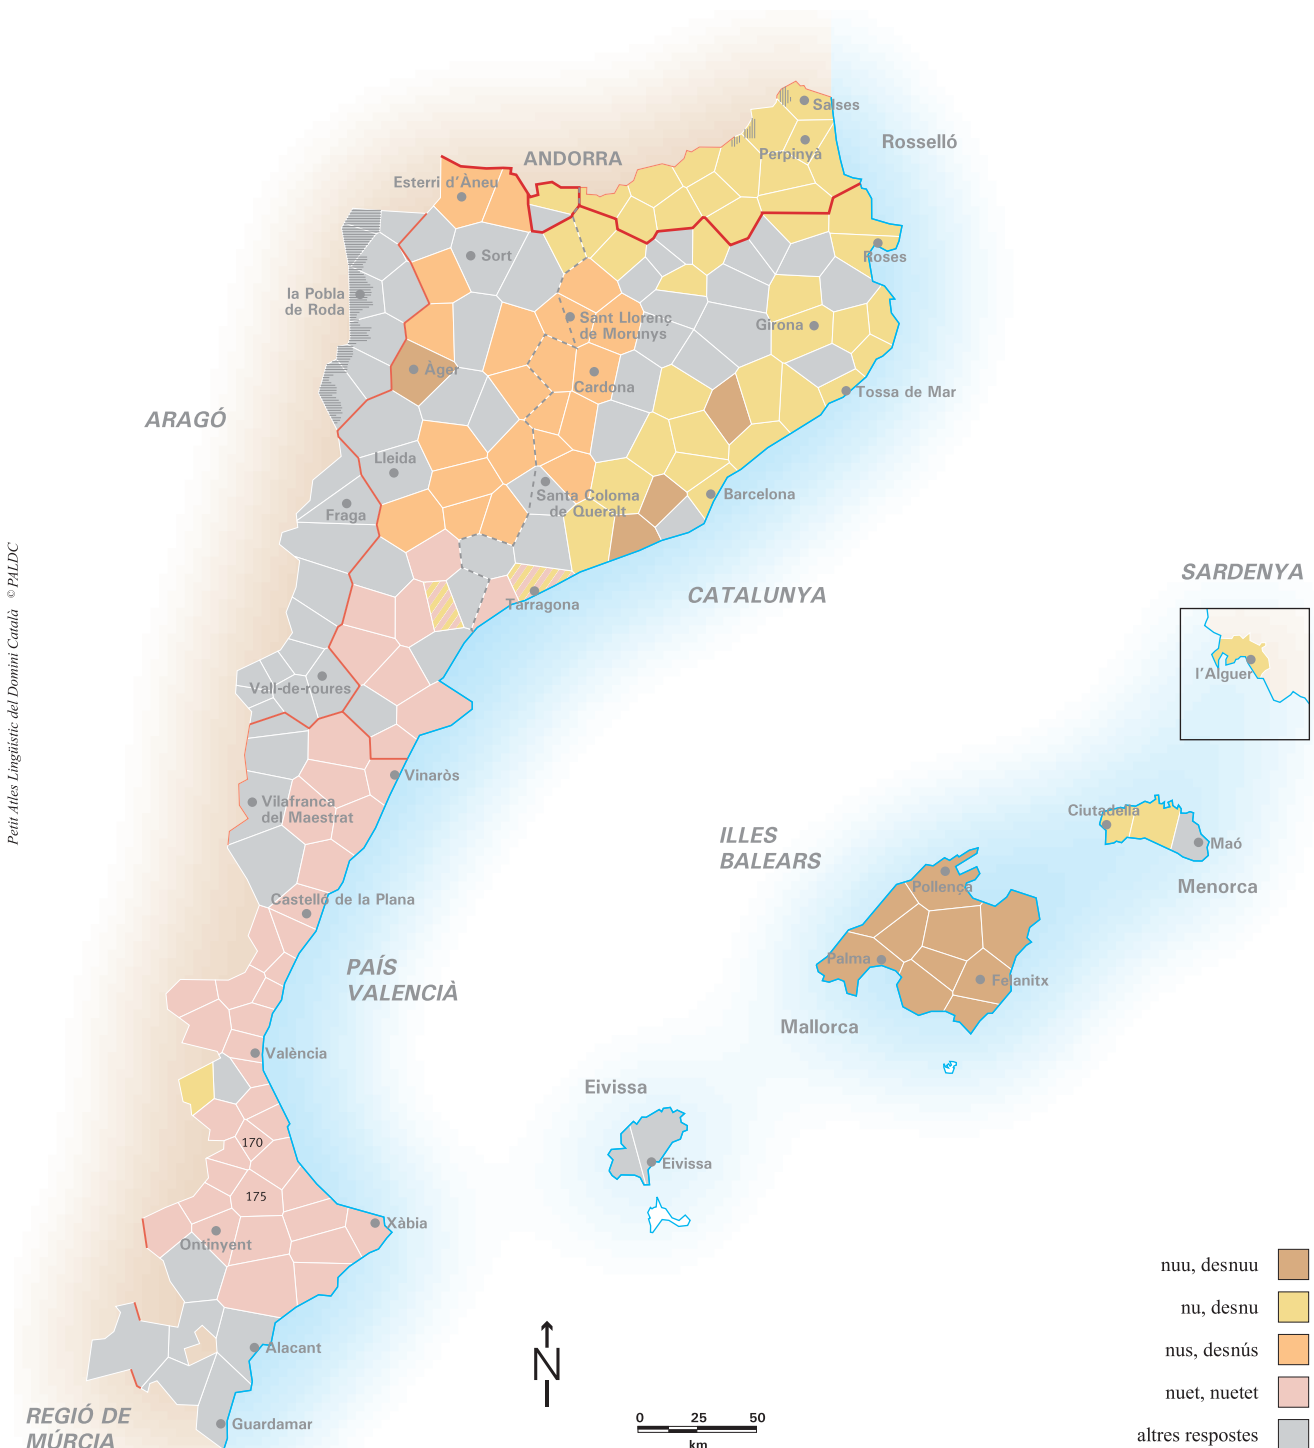 Salses
Rosselló
Perpinyà
ANDORRA
Esterri d'Àneu
Sort
Roses
la Pobla
de Roda
Sant Llorenç
de Morunys
Girona
Àger
Cardona
Tossa de Mar
ARAGÓ
Lleida
Santa Coloma
de Queralt
Barcelona
Fraga
Petit Atles Lingüístic del Domini Català © PALDC
CATALUNYA
SARDENYA
Tarragona
l'Alguer
Vall-de-roures
Vinaròs
Vilafranca
del Maestrat
ILLES
BALEARS
Ciutadella
Maó
Menorca
Pollença
Castelló de la Plana
PAÍS
VALENCIÀ
Palma
Felanitx
Mallorca
València
Eivissa
170
Eivissa
175
Xàbia
Ontinyent
nuu, desnuu
nu, desnu
Alacant
nus, desnús
N
nuet, nuetet
REGIÓ DE
MÚRCIA
Guardamar
0 25 50
km
altres respostes